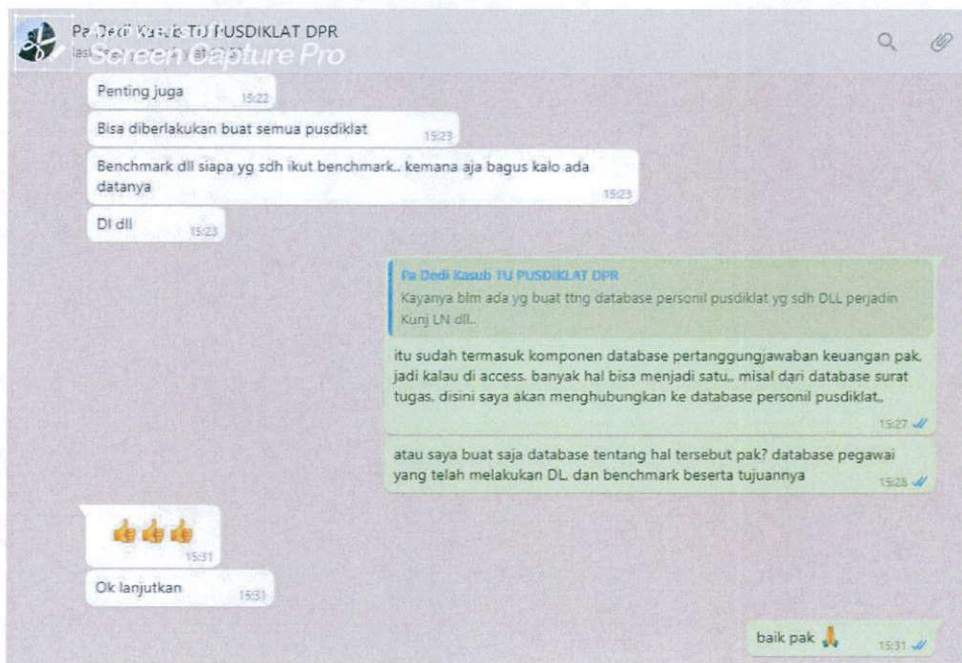 Pa Dedi Kasub TU PUSDIKLAT DPR
Screen Capture Pro
Penting juga 15:22
Bisa diberlakukan buat semua pusdiklat 15:23
Benchmark dll siapa yg sdh ikut benchmark.. kemana aja bagus kalo ada
datanya 15:23
Dl dll 15:23
Pa Dedi Kasub TU PUSDIKLAT DPR
Kayanya blm ada yg buat ttng database personil pusdiklat yg sdh DLL perjadin
Kunj LN dll..
itu sudah termasuk komponen database pertanggungjawaban keuangan pak.
jadi kalau di access. banyak hal bisa menjadi satu.. misal dari database surat
tugas. disini saya akan menghubungkan ke database personil pusdiklat..
15:27
atau saya buat saja database tentang hal tersebut pak? database pegawai
yang telah melakukan DL. dan benchmark beserta tujuannya 15:28
👍👍👍
15:31
Ok lanjutkan 15:31
baik pak 🙏 15:31